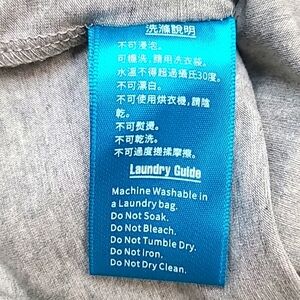 洗滌說明
不可浸泡。
可機洗，請用洗衣袋。
水溫不得超過攝氏30度。
不可漂白。
不可使用烘衣機，請陰
乾。
不可熨燙。
不可乾洗。
不可過度搓揉摩擦。
Laundry Guide
Machine Washable in
a Laundry bag.
Do Not Soak.
Do Not Bleach.
Do Not Tumble Dry.
Do Not Iron.
Do Not Dry Clean.